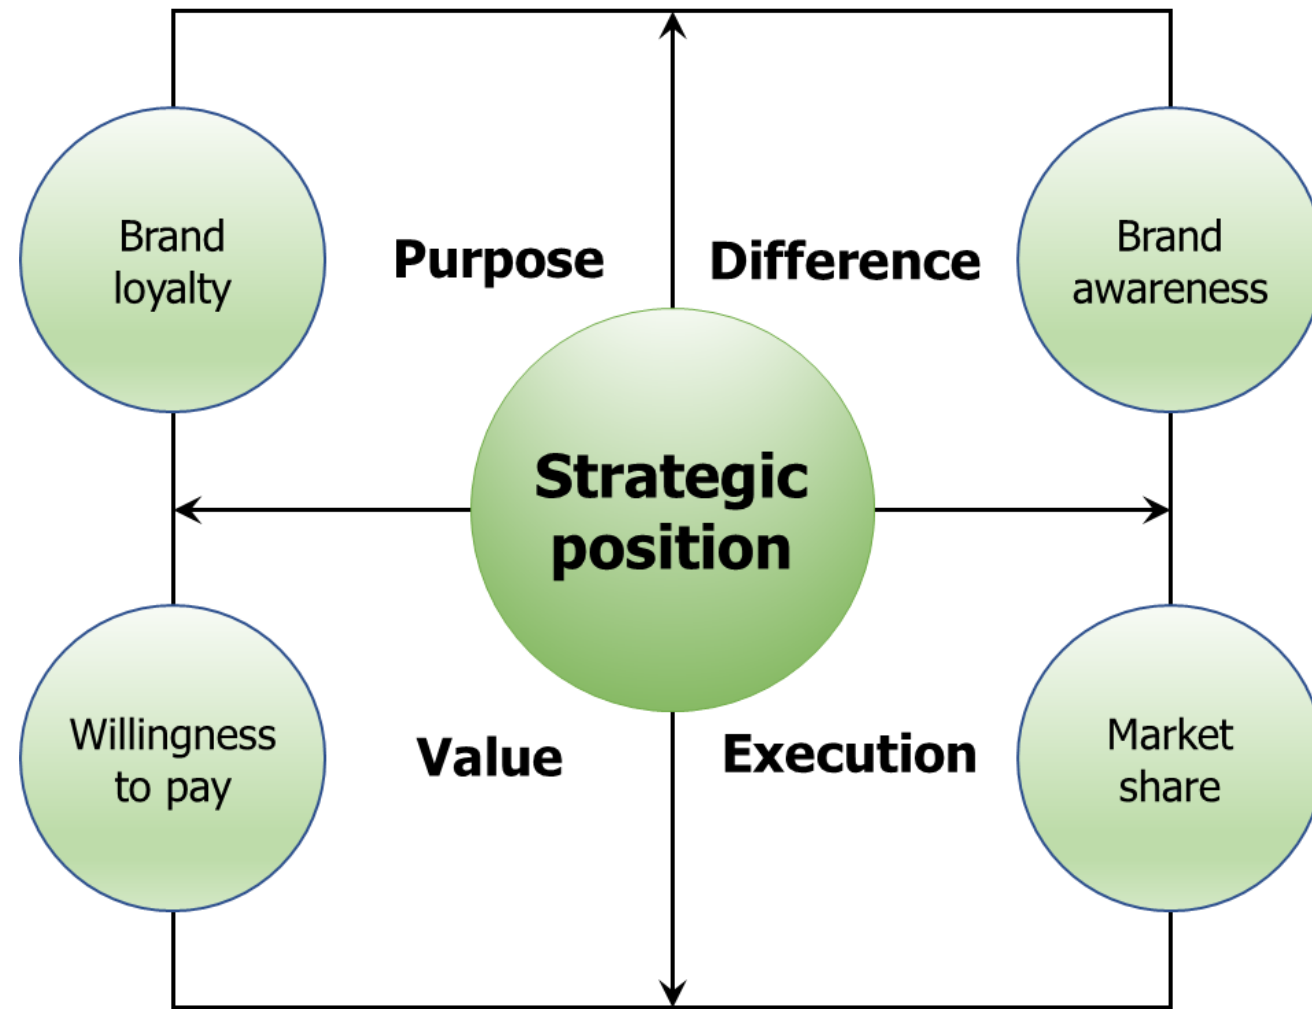 Brand
loyalty
Purpose
Difference
Brand
awareness
Strategic
position
Willingness
to pay
Value
Execution
Market
share